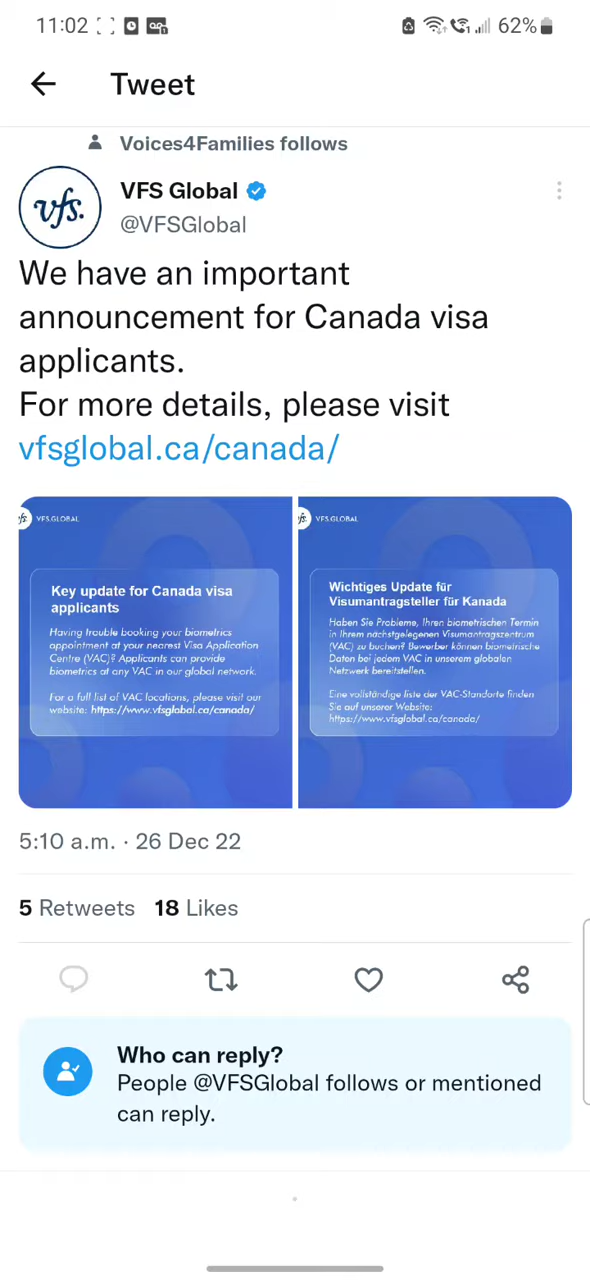 11:02
62%
Tweet
Voices4Families follows
vfs.
VFS Global
@VFSGlobal
We have an important
announcement for Canada visa
applicants.
For more details, please visit
vfsglobal.ca/canada/
vfs. VFS.GLOBAL
Key update for Canada visa
applicants
Having trouble booking your biometrics
appointment at your nearest Visa Application
Centre (VAC)? Applicants can provide
biometrics at any VAC in our global network.
For a full list of VAC locations, please visit our
website: https://www.vfsglobal.ca/canada/
vfs. VFS.GLOBAL
Wichtiges Update für
Visumantragsteller für Kanada
Haben Sie Probleme, Ihren biometrischen Termin
in Ihrem nächstgelegenen Visumantragszentrum
(VAC) zu buchen? Bewerber können biometrische
Daten bei jedem VAC in unserem globalen
Netzwerk bereitstellen.
Eine vollständige liste der VAC-Standorte finden
Sie auf unserer Website:
https://www.vfsglobal.ca/canada/
5:10 a.m. · 26 Dec 22
5 Retweets 18 Likes
Who can reply?
People @VFSGlobal follows or mentioned
can reply.